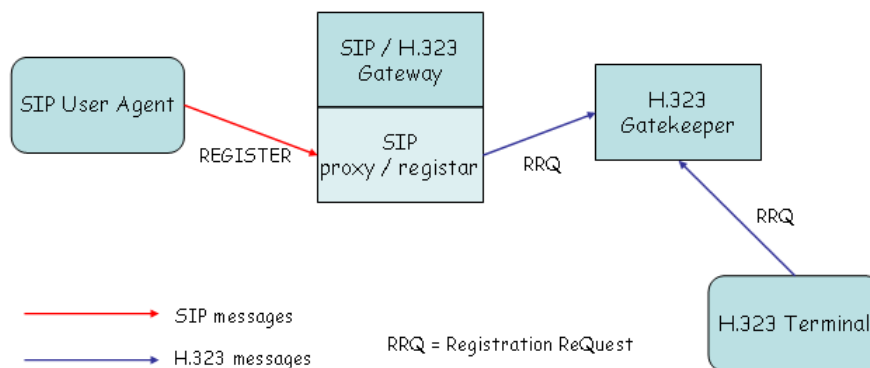 SIP / H.323
Gateway
SIP User Agent
H.323
Gatekeeper
SIP
proxy / registar
REGISTER
RRQ
RRQ
H.323 Terminal
SIP messages
H.323 messages
RRQ = Registration ReQuest